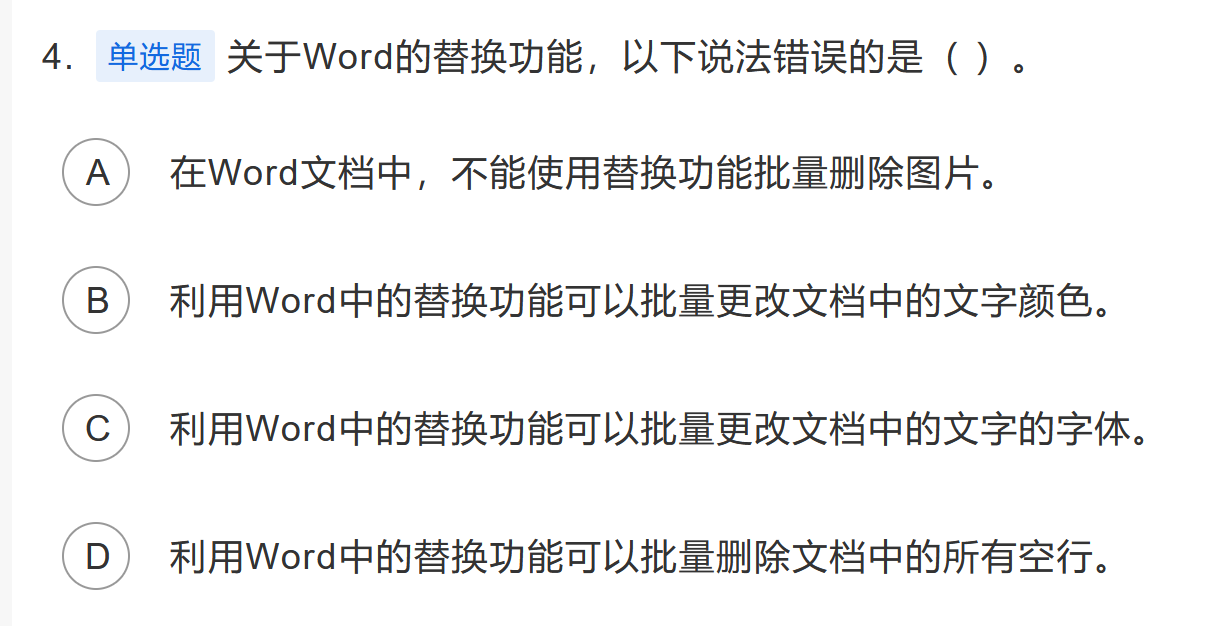 4. 单选题 关于Word的替换功能，以下说法错误的是（ ）。
A 在Word文档中，不能使用替换功能批量删除图片。
B 利用Word中的替换功能可以批量更改文档中的文字颜色。
C 利用Word中的替换功能可以批量更改文档中的文字的字体。
D 利用Word中的替换功能可以批量删除文档中的所有空行。